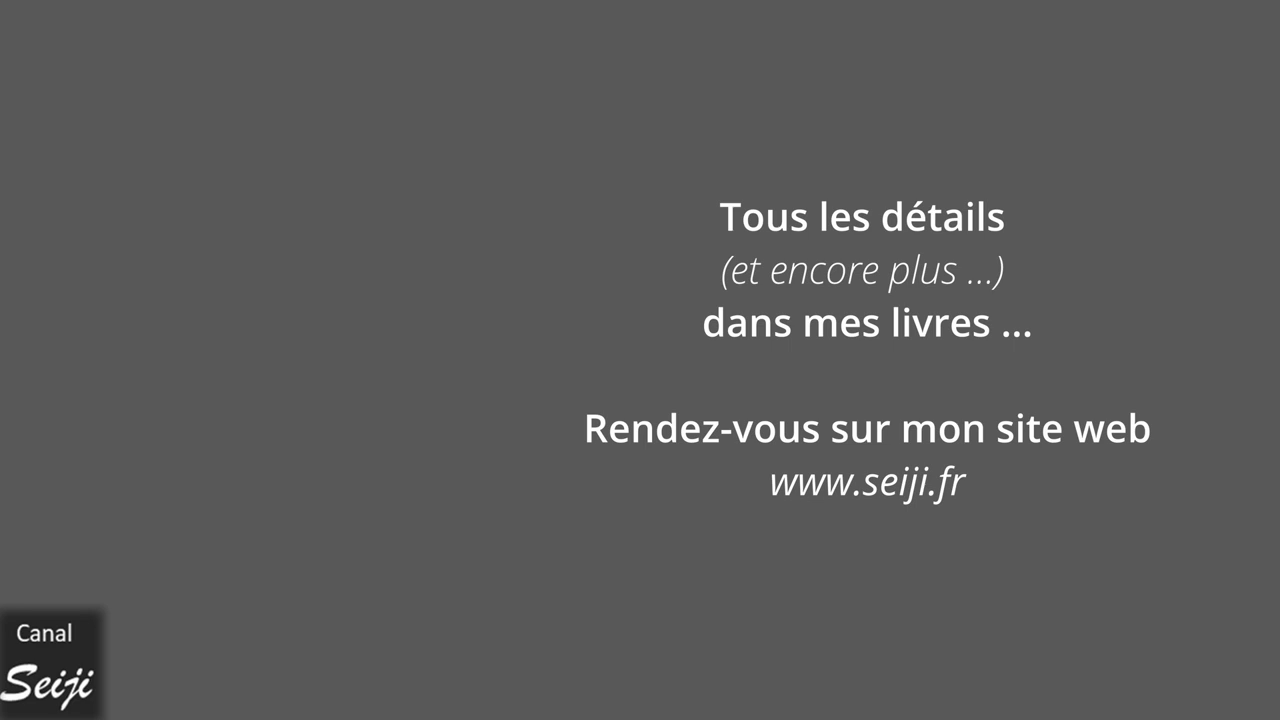 Tous les détails
(et encore plus ...)
dans mes livres ...
Rendez-vous sur mon site web
www.seiji.fr
Canal
Seiji